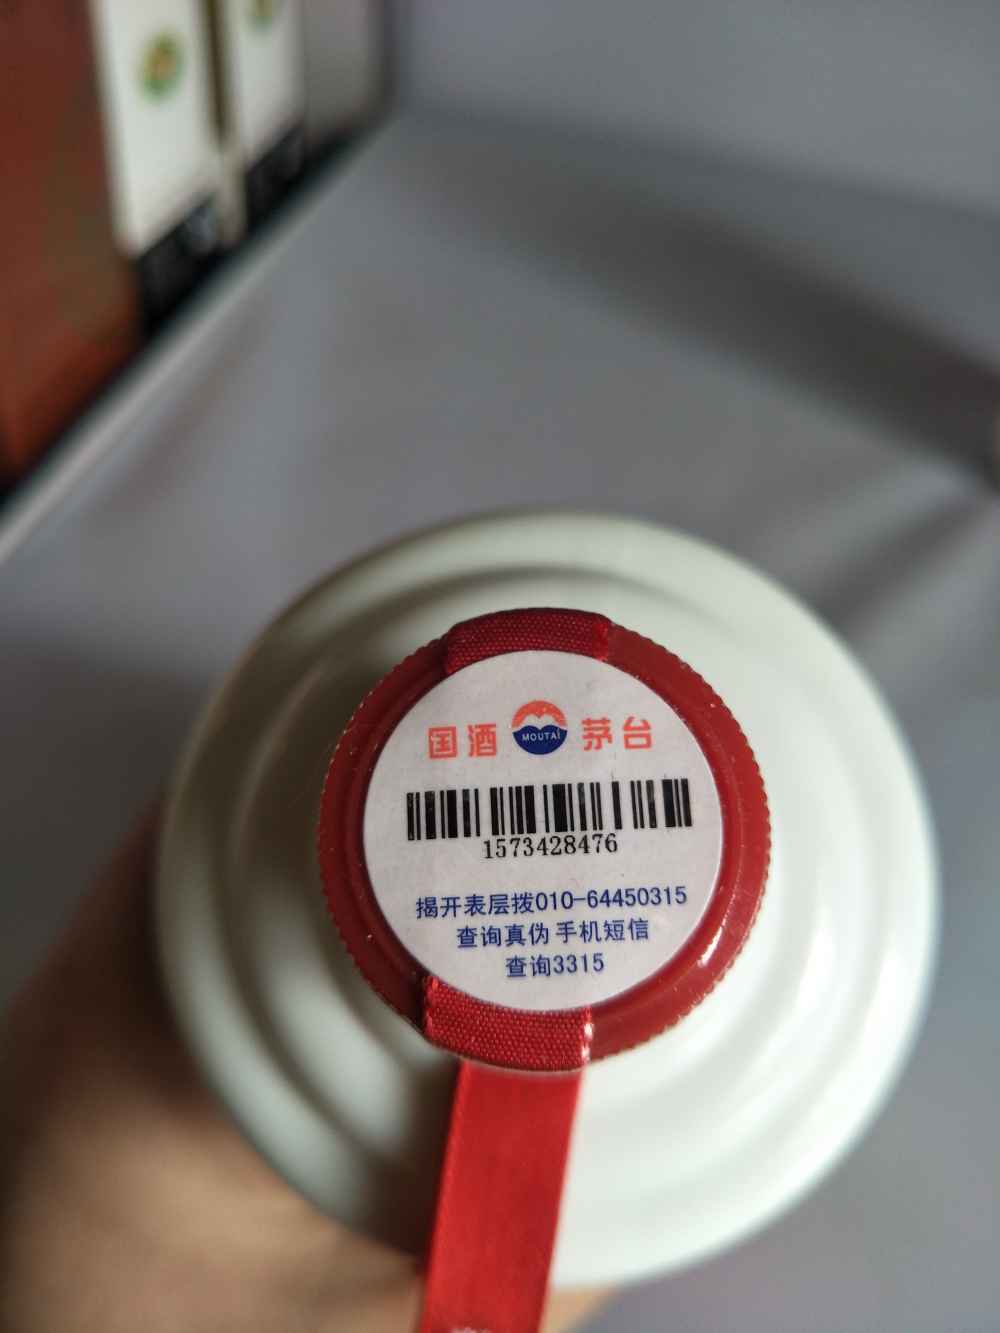 国酒 MOUTAI 茅台
1573428476
揭开表层拨010-64450315
查询真伪 手机短信
查询3315